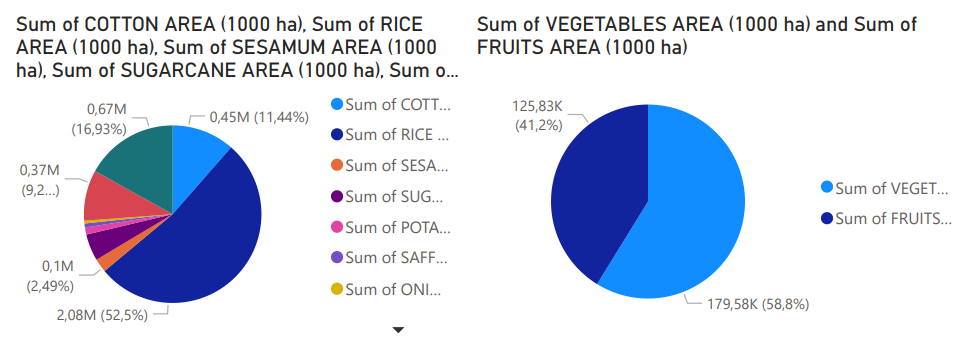 Sum of COTTON AREA (1000 ha), Sum of RICE
AREA (1000 ha), Sum of SESAMUM AREA (1000
ha), Sum of SUGARCANE AREA (1000 ha), Sum o...
0,67M
(16,93%)
0,45M (11,44%)
0,37M
(9,2...)
0,1M
(2,49%)
2,08M (52,5%)
Sum of COTT...
Sum of RICE ...
Sum of SESA...
Sum of SUG...
Sum of POTA...
Sum of SAFF...
Sum of ONI...
Sum of VEGETABLES AREA (1000 ha) and Sum of
FRUITS AREA (1000 ha)
125,83K
(41,2%)
179,58K (58,8%)
Sum of VEGET...
Sum of FRUITS...